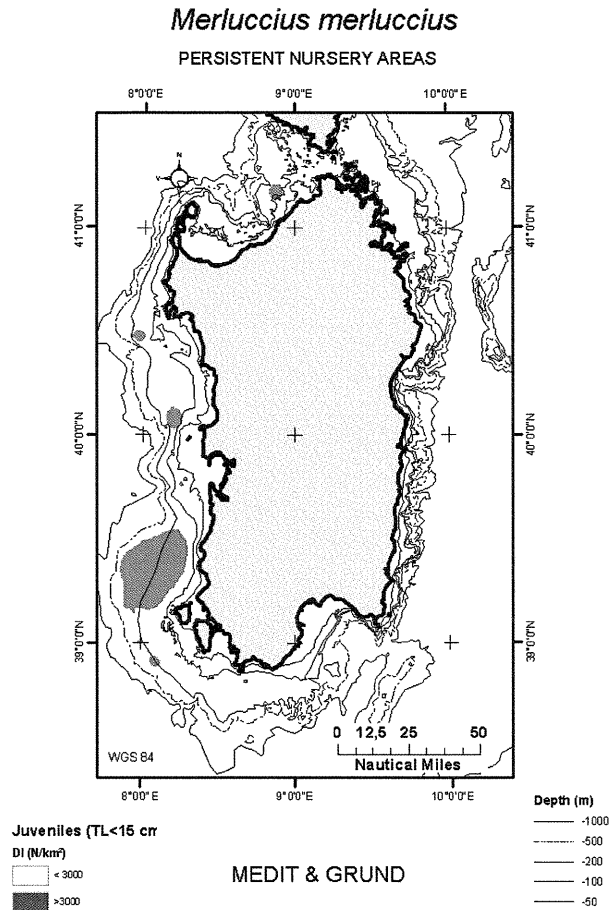 Merluccius merluccius
PERSISTENT NURSERY AREAS
8°0'0"E 9°0'0"E 10°0'0"E
N
41°0'0"N 41°0'0"N
40°0'0"N 40°0'0"N
39°0'0"N 39°0'0"N
0 12,5 25 50
Nautical Miles
WGS 84
8°0'0"E 9°0'0"E 10°0'0"E
Juveniles (TL<15 cm
DI (N/km²)
< 3000
>3000
MEDIT & GRUND
Depth (m)
-1000
-500
-200
-100
-50